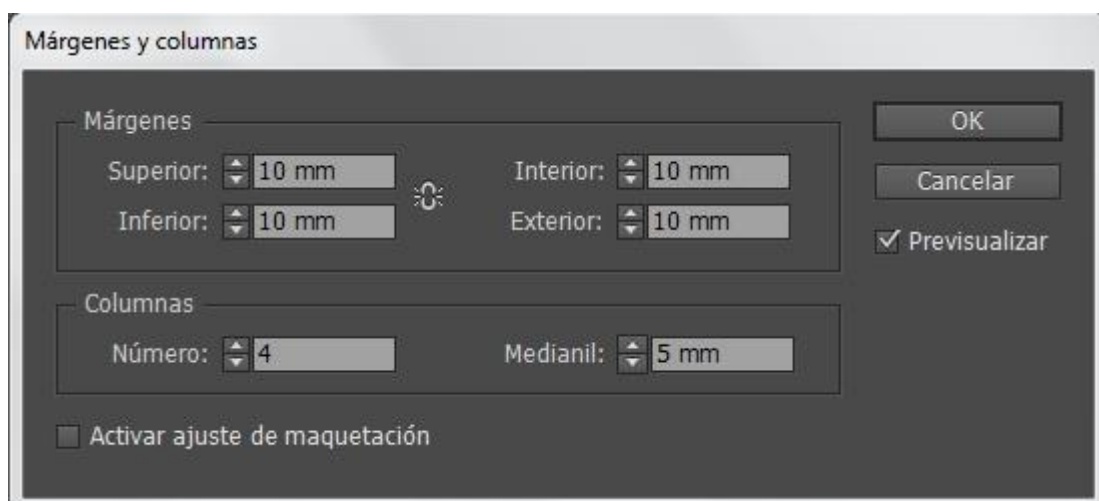 Márgenes y columnas
Márgenes
OK
Superior: 10 mm
Interior: 10 mm
Cancelar
Inferior: 10 mm
Exterior: 10 mm
Previsualizar
Columnas
Número: 4
Medianil: 5 mm
Activar ajuste de maquetación